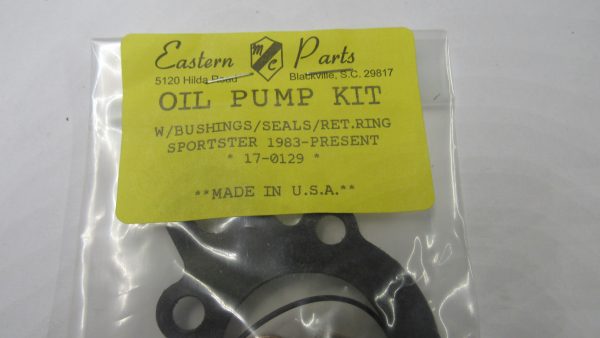 Eastern MC Parts
5120 Hilda Road Blackville, S.C. 29817
OIL PUMP KIT
W/BUSHINGS/SEALS/RET.RING
SPORTSTER 1983-PRESENT
* 17-0129 *
**MADE IN U.S.A.**